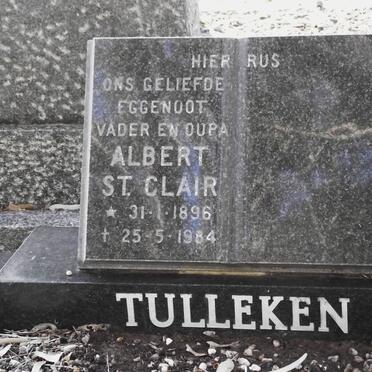 HIER RUS
ONS GELIEFDE
EGGENOOT
VADER EN OUPA
ALBERT
ST. CLAIR
★ 31-1-1896
† 25-5-1984
TULLEKEN